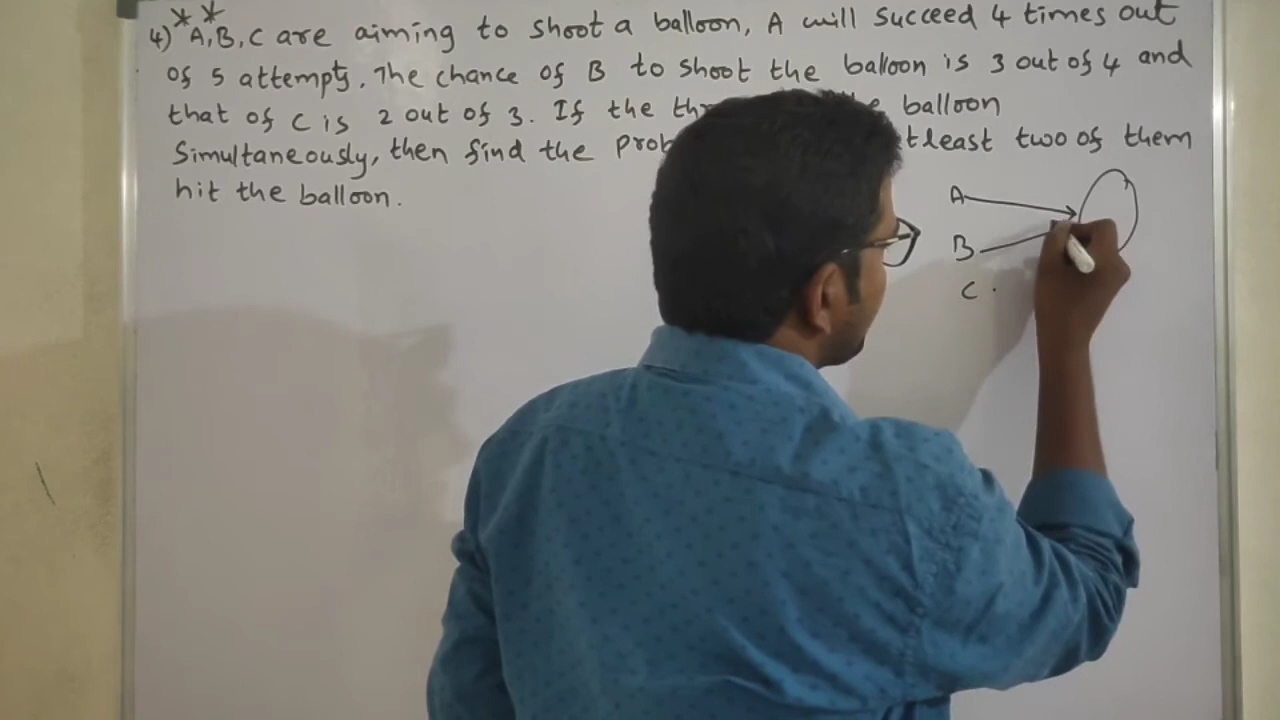 4) ** A, B, C are aiming to shoot a balloon, A will succeed 4 times out
of 5 attempts. The chance of B to shoot the balloon is 3 out of 4 and
that of C is 2 out of 3. If the balloon
Simultaneously, then find the two of them
hit the balloon.
A
B
C